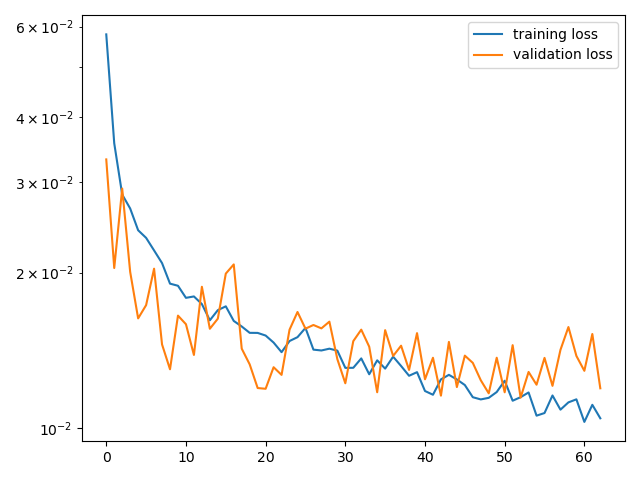 6 × 10⁻²
4 × 10⁻²
3 × 10⁻²
2 × 10⁻²
10⁻²
0 10 20 30 40 50 60
training loss
validation loss